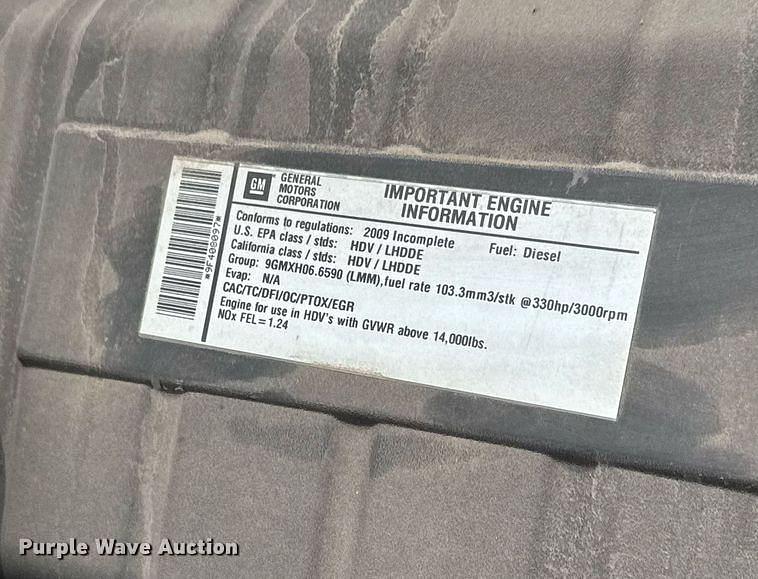 GM
GENERAL
MOTORS
CORPORATION
IMPORTANT ENGINE
INFORMATION
Conforms to regulations: 2009 Incomplete Fuel: Diesel
U.S. EPA class / stds: HDV / LHDDE
California class / stds: HDV / LHDDE
Group: 9GMXH06.6590 (LMM),fuel rate 103.3mm3/stk @330hp/3000rpm
Evap: N/A
CAC/TC/DFI/OC/PTOX/EGR
Engine for use in HDV's with GVWR above 14,000lbs.
NOx FEL=1.24
*9F408097*
Purple Wave Auction